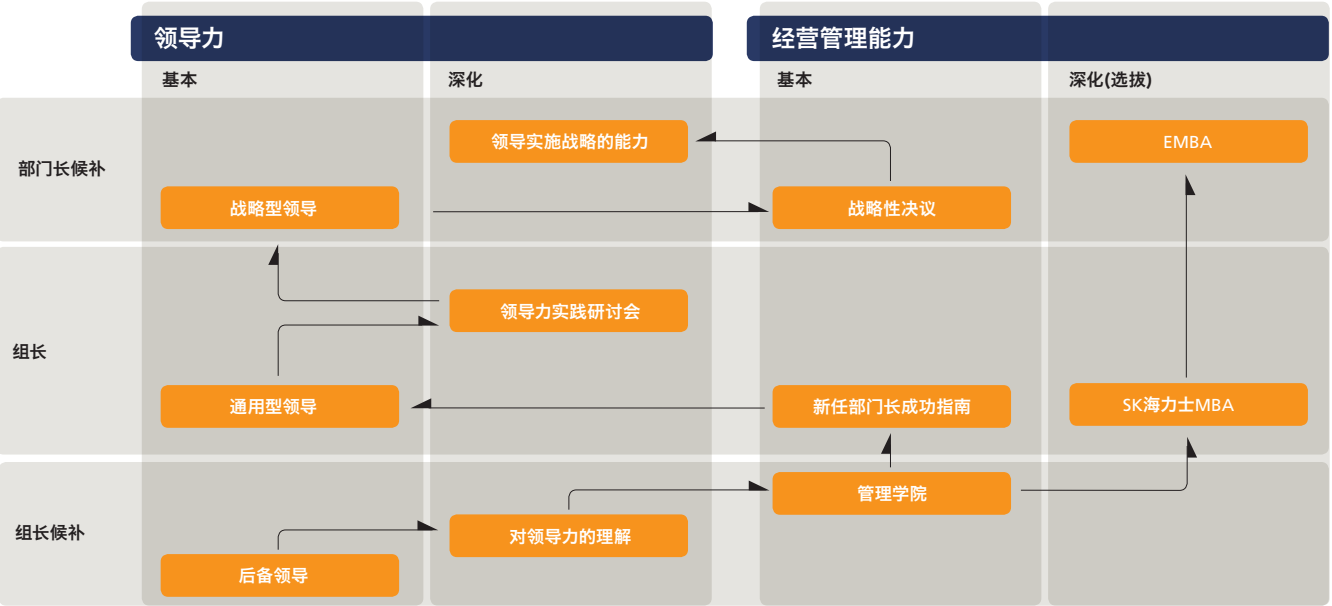 领导力
经营管理能力
基本
深化
基本
深化(选拔)
部门长候补
领导实施战略的能力
EMBA
战略型领导
战略性决议
组长
领导力实践研讨会
通用型领导
新任部门长成功指南
SK海力士MBA
组长候补
管理学院
对领导力的理解
后备领导